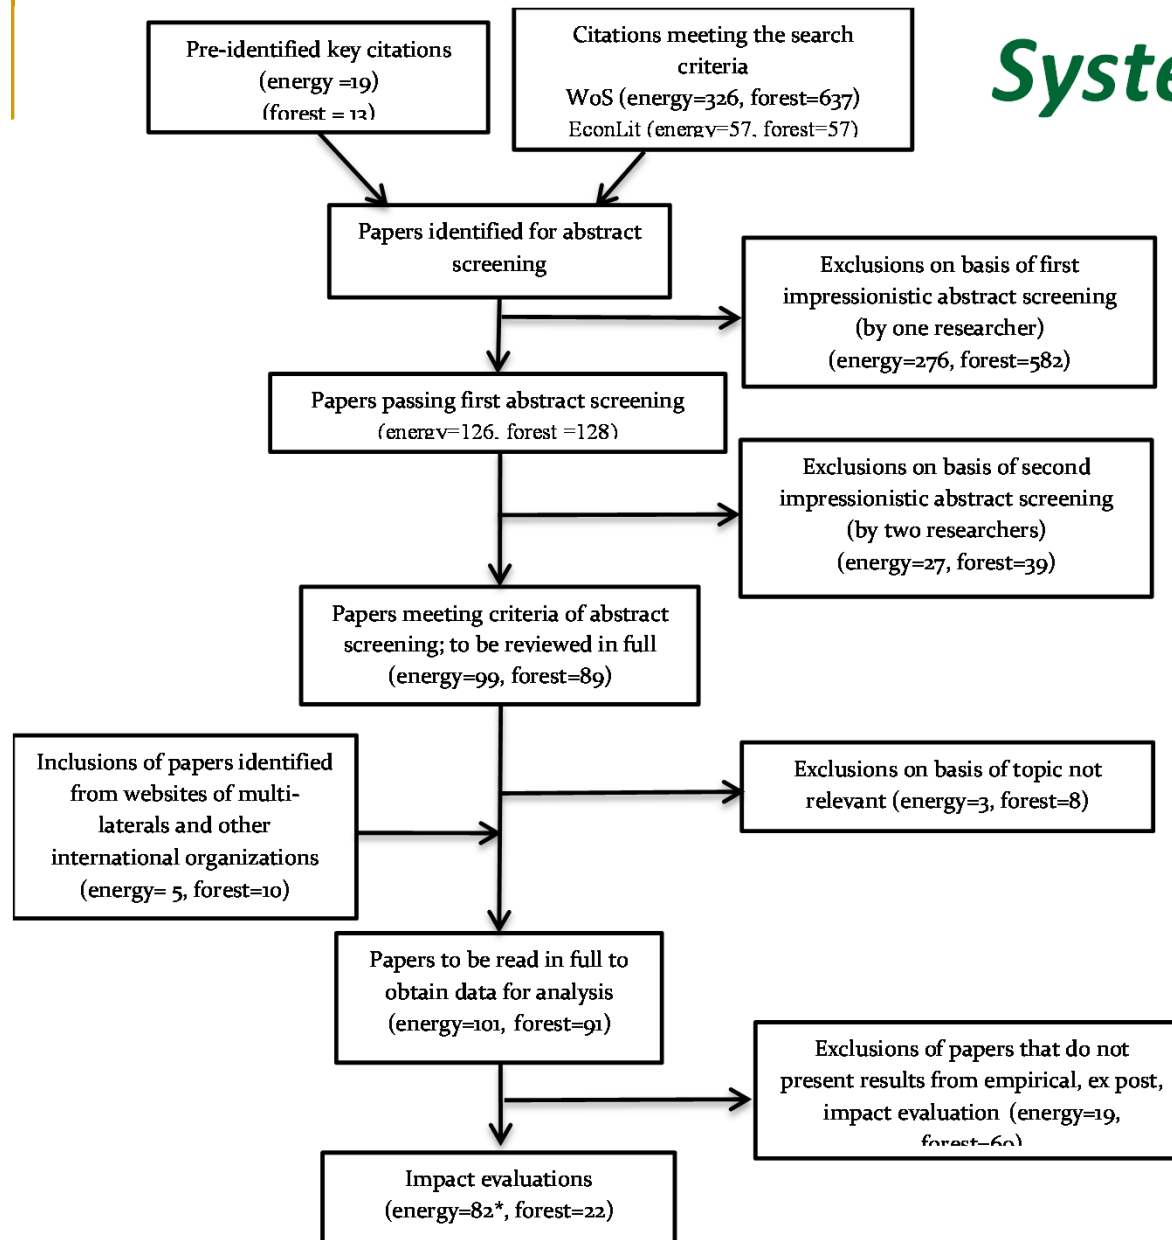 Pre-identified key citations
(energy =19)
(forest = 13)
Citations meeting the search
criteria
WoS (energy=326, forest=637)
EconLit (energy=57, forest=57)
Syste
Papers identified for abstract
screening
Exclusions on basis of first
impressionistic abstract screening
(by one researcher)
(energy=276, forest=582)
Papers passing first abstract screening
(energy=126, forest =128)
Exclusions on basis of second
impressionistic abstract screening
(by two researchers)
(energy=27, forest=39)
Papers meeting criteria of abstract
screening; to be reviewed in full
(energy=99, forest=89)
Inclusions of papers identified
from websites of multi-
laterals and other
international organizations
(energy= 5, forest=10)
Exclusions on basis of topic not
relevant (energy=3, forest=8)
Papers to be read in full to
obtain data for analysis
(energy=101, forest=91)
Exclusions of papers that do not
present results from empirical, ex post,
impact evaluation (energy=19,
forest=60)
Impact evaluations
(energy=82*, forest=22)